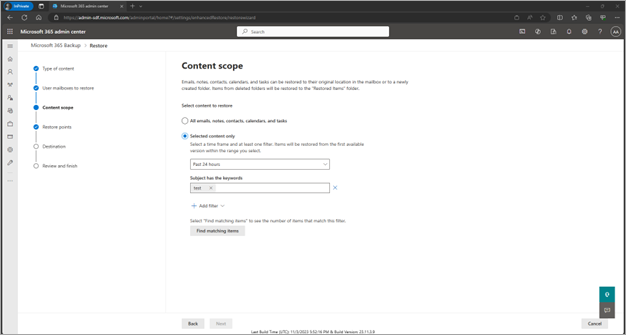 InPrivate
Microsoft 365 admin center
https://admin-sdf.microsoft.com/adminportal/home?#/settings/enhancedRestore/restorewizard
Microsoft 365 admin center
Search
AA
Microsoft 365 Backup > Restore
Type of content
User mailboxes to restore
Content scope
Restore points
Destination
Review and finish
Content scope
Emails, notes, contacts, calendars, and tasks can be restored to their original location in the mailbox or to a newly
created folder. Items from deleted folders will be restored to the "Restored Items" folder.
Select content to restore
All emails, notes, contacts, calendars, and tasks
Selected content only
Select a time frame and at least one filter. Items will be restored from the first available
version within the range you select.
Past 24 hours
Subject has the keywords
test
Add filter
Select "Find matching items" to see the number of items that match this filter.
Find matching items
Back
Next
Cancel
Last Build Time (UTC): 11/3/2023 3:52:16 PM & Build Version: 23.11.2.8